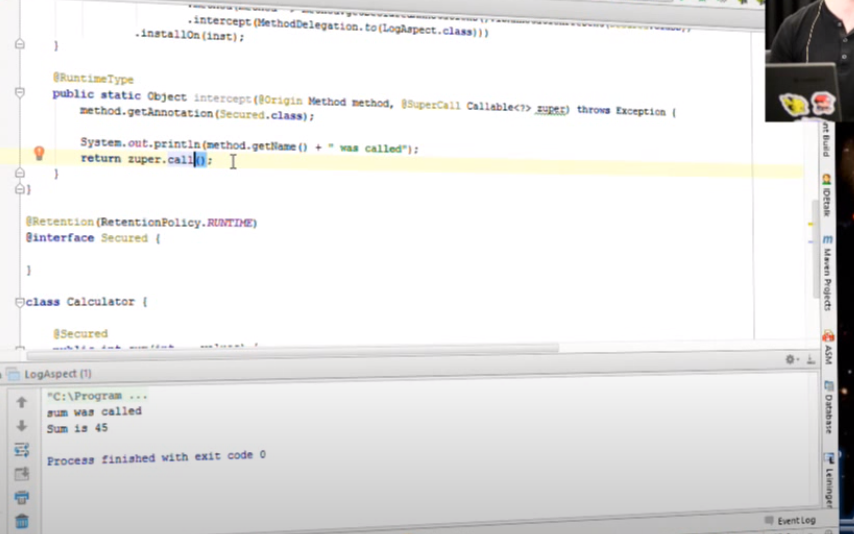 .intercept(MethodDelegation.to(LogAspect.class)))
.installOn(inst);
}
@RuntimeType
public static Object intercept(@Origin Method method, @SuperCall Callable<?> zuper) throws Exception {
method.getAnnotation(Secured.class);
System.out.println(method.getName() + " was called");
return zuper.call();
}
}
@Retention(RetentionPolicy.RUNTIME)
@interface Secured {
}
class Calculator {
@Secured
LogAspect (1)
"C:\Program ...
sum was called
Sum is 45
Process finished with exit code 0
Build
IDEtalk
Maven Projects
ASM
Database
Leiningen
Event Log